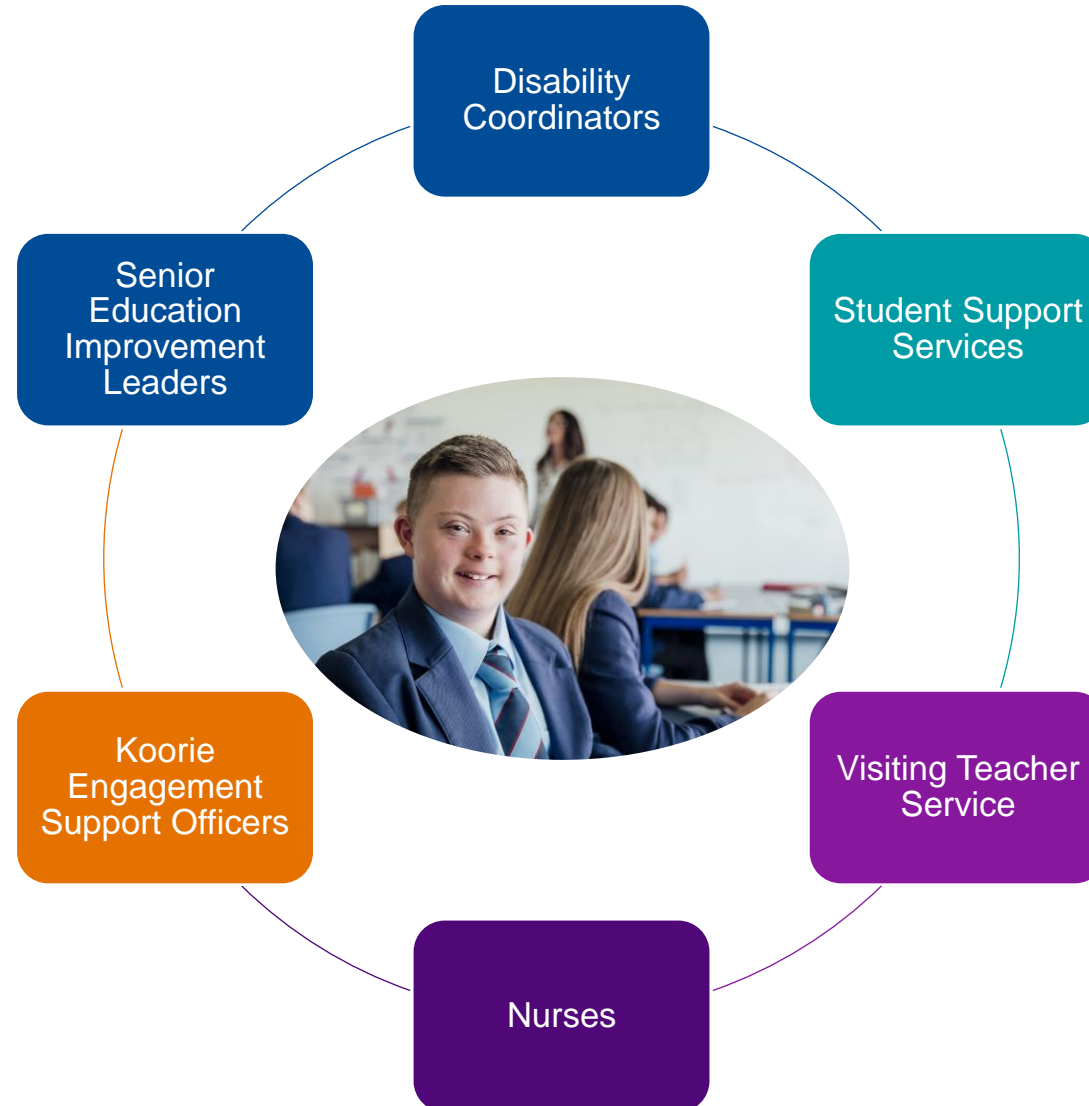 Disability
Coordinators
Senior
Education
Improvement
Leaders
Student Support
Services
Koorie
Engagement
Support Officers
Visiting Teacher
Service
Nurses